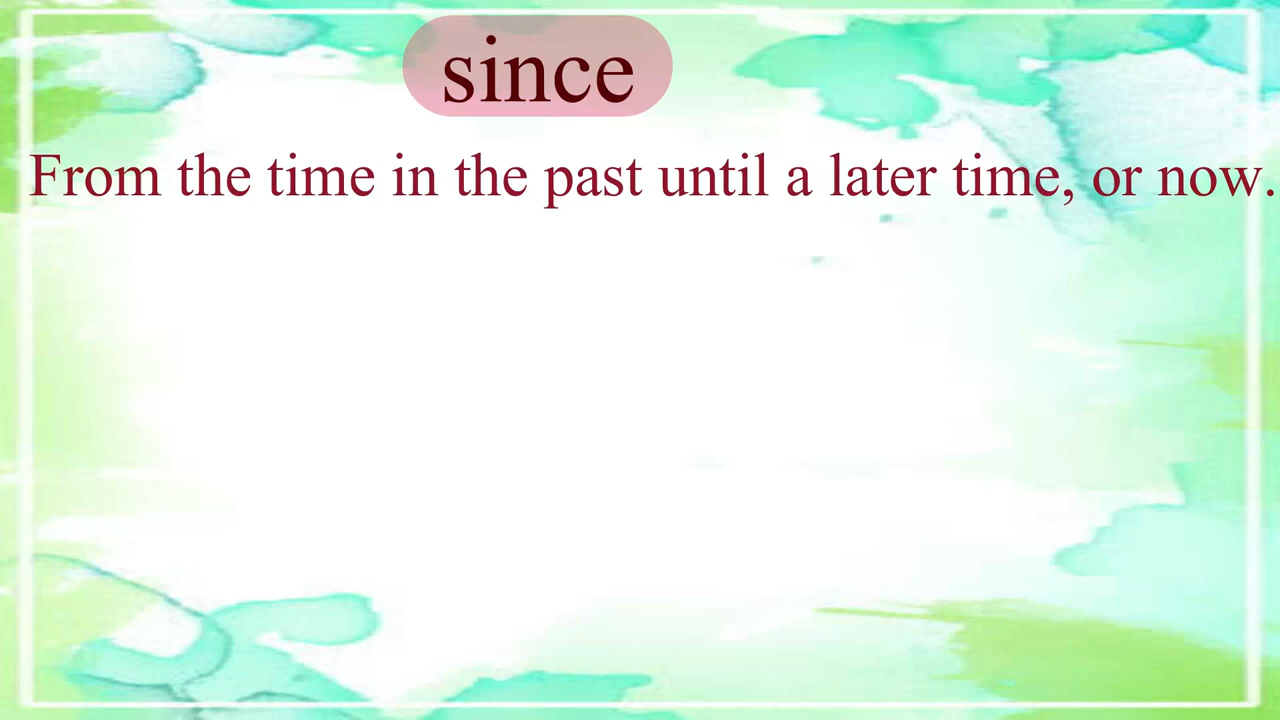 since
From the time in the past until a later time, or now.